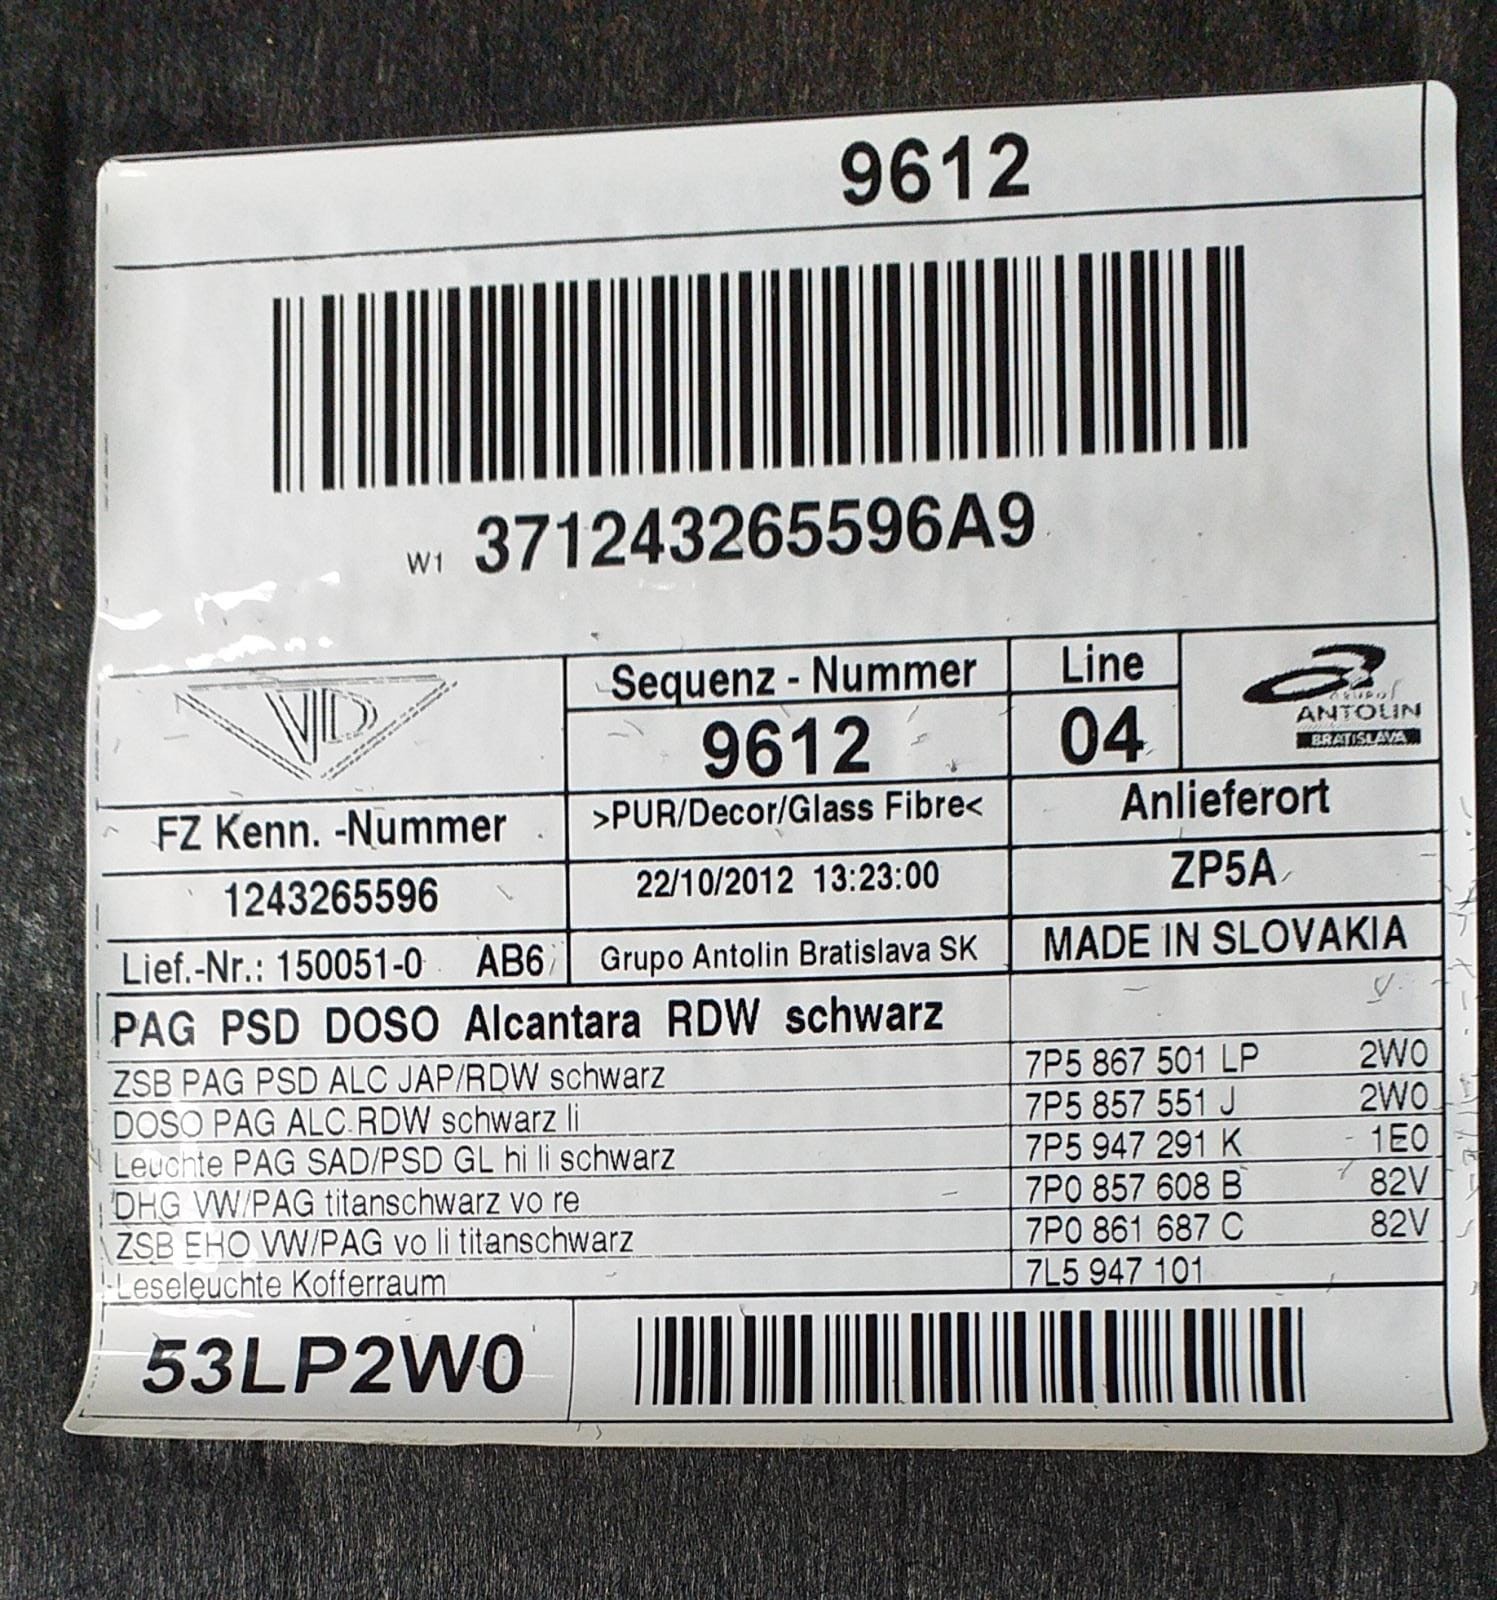 9612
W1 371243265596A9
VD
Sequenz - Nummer
9612
Line
04
GRUPO
ANTOLIN
BRATISLAVA
FZ Kenn. -Nummer
>PUR/Decor/Glass Fibre<
Anlieferort
1243265596
22/10/2012 13:23:00
ZP5A
Lief.-Nr.: 150051-0 AB6
Grupo Antolin Bratislava SK
MADE IN SLOVAKIA
PAG PSD DOSO Alcantara RDW schwarz
ZSB PAG PSD ALC JAP/RDW schwarz 7P5 867 501 LP 2W0
DOSO PAG ALC RDW schwarz li 7P5 857 551 J 2W0
Leuchte PAG SAD/PSD GL hi li schwarz 7P5 947 291 K 1E0
DHG VW/PAG titanschwarz vo re 7P0 857 608 B 82V
ZSB EHO VW/PAG vo li titanschwarz 7P0 861 687 C 82V
Leseleuchte Kofferraum 7L5 947 101
53LP2W0